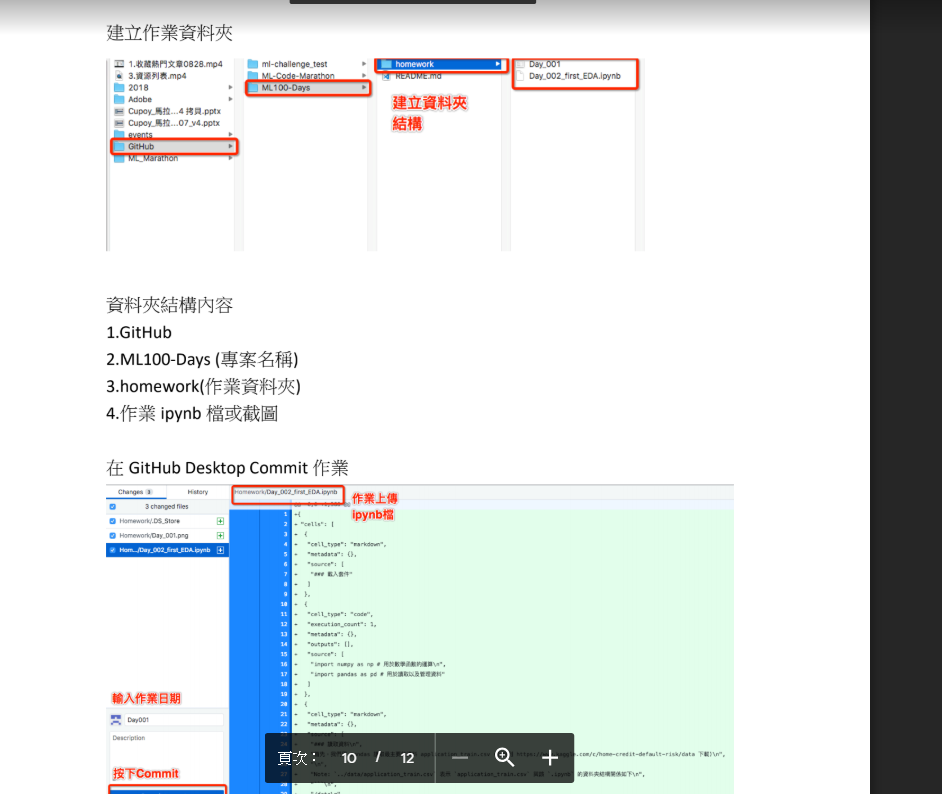 建立作業資料夾
1.收藏熱門文章0828.mp4
3.資源列表.mp4
2018
Adobe
Cupoy_馬拉...4 拷貝.pptx
Cupoy_馬拉...07_v4.pptx
events
GitHub
ML_Marathon
ml-challenge_test
ML-Code-Marathon
ML100-Days
homework
README.md
建立資料夾
結構
Day_001
Day_002_first_EDA.ipynb
資料夾結構內容
1.GitHub
2.ML100-Days (專案名稱)
3.homework(作業資料夾)
4.作業 ipynb 檔或截圖
在 GitHub Desktop Commit 作業
Changes 3
History
3 changed files
Homework/.DS_Store
Homework/Day_001.png
Hom.../Day_002_first_EDA.ipynb
Homework/Day_002_first_EDA.ipynb
作業上傳
ipynb檔
1 +{
2 + "cells": [
3 + {
4 + "cell_type": "markdown",
5 + "metadata": {},
6 + "source": [
7 + "### 載入套件"
8 + ]
9 + },
10 + {
11 + "cell_type": "code",
12 + "execution_count": 1,
13 + "metadata": {},
14 + "outputs": [],
15 + "source": [
16 + "import numpy as np # 用於數學函數的運算\n",
17 + "import pandas as pd # 用於讀取以及管理資料"
18 + ]
19 + },
20 + {
21 + "cell_type": "markdown",
22 + "metadata": {},
23 + "source": [
輸入作業日期
Day001
Description
按下Commit
頁次： 10 / 12